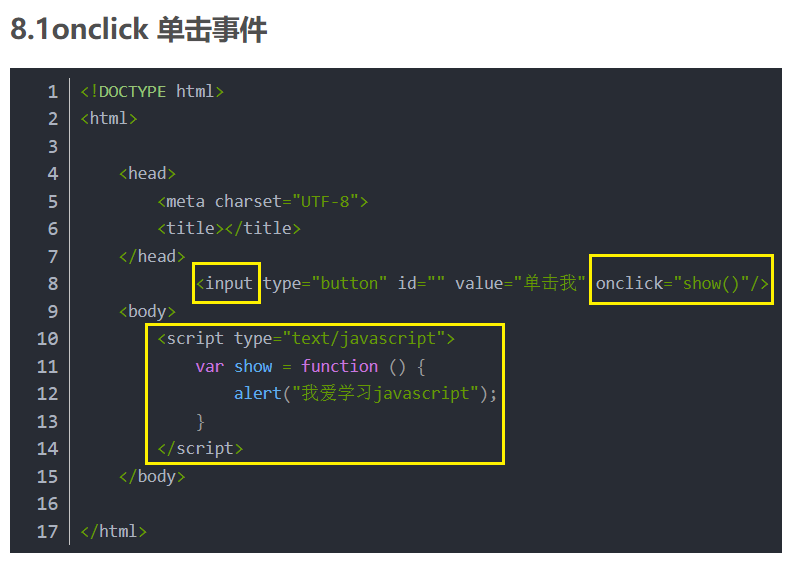 8.1onclick 单击事件
1 <!DOCTYPE html>
2 <html>
3
4     <head>
5         <meta charset="UTF-8">
6         <title></title>
7     </head>
8             <input type="button" id="" value="单击我" onclick="show()"/>
9     <body>
10         <script type="text/javascript">
11             var show = function () {
12                 alert("我爱学习javascript");
13             }
14         </script>
15     </body>
16
17 </html>